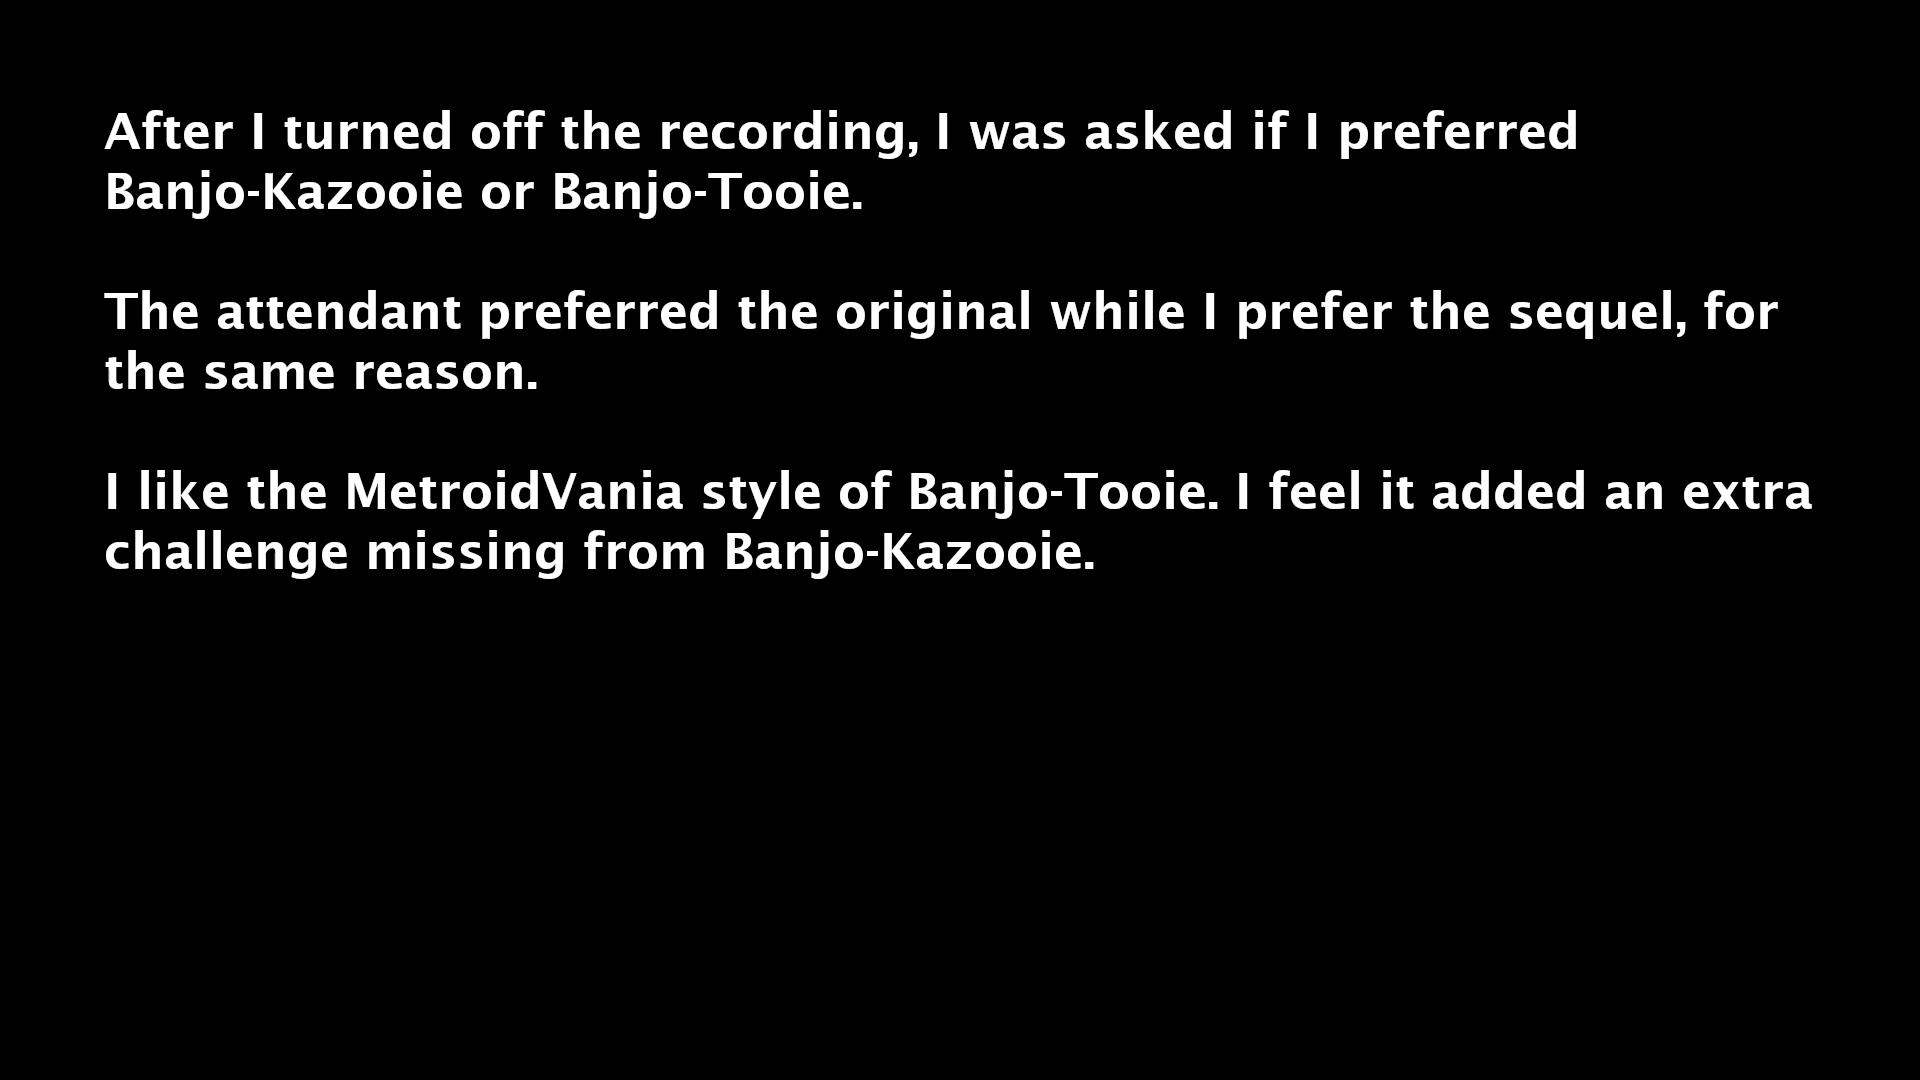 After I turned off the recording, I was asked if I preferred
Banjo-Kazooie or Banjo-Tooie.
The attendant preferred the original while I prefer the sequel, for
the same reason.
I like the MetroidVania style of Banjo-Tooie. I feel it added an extra
challenge missing from Banjo-Kazooie.